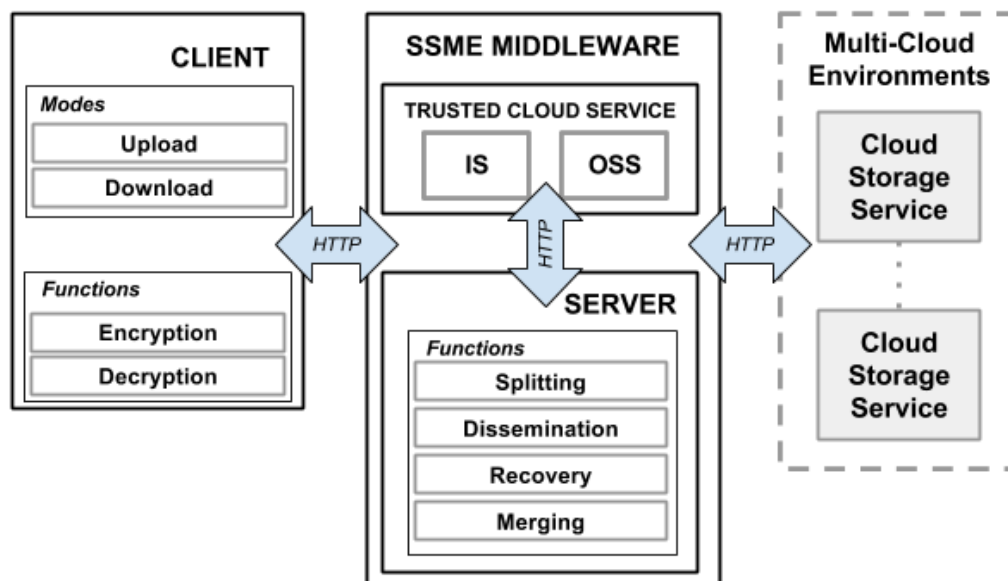 CLIENT
Modes
Upload
Download
HTTP
Functions
Encryption
Decryption
SSME MIDDLEWARE
TRUSTED CLOUD SERVICE
IS
OSS
HTTP
SERVER
Functions
Splitting
Dissemination
Recovery
Merging
HTTP
Multi-Cloud
Environments
Cloud
Storage
Service
Cloud
Storage
Service